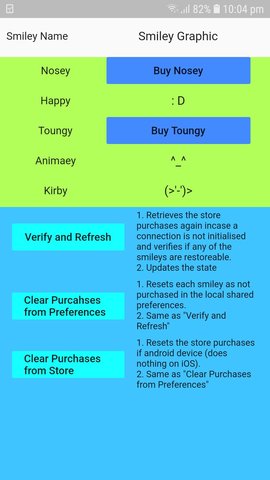 82% 10:04 pm
Smiley Name Smiley Graphic
Nosey Buy Nosey
Happy : D
Toungy Buy Toungy
Animaey ^_^
Kirby (>'-')>
1. Retrieves the store
purchases again incase a
Verify and Refresh connection is not initialised
and verifies if any of the
smileys are restoreable.
2. Updates the state
1. Resets each smiley as not
purchased in the local shared
Clear Purcahses preferences.
from Preferences 2. Same as "Verify and
Refresh"
1. Resets the store purchases
if android device (does
Clear Purchases nothing on iOS).
from Store 2. Same as "Clear Purchases
from Preferences"